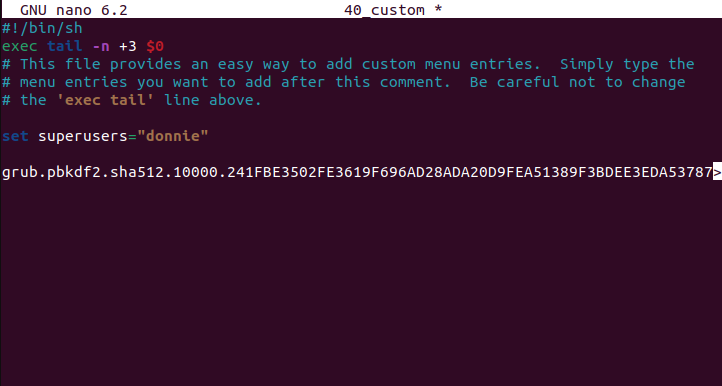 GNU nano 6.2 40_custom *
#!/bin/sh
exec tail -n +3 $0
# This file provides an easy way to add custom menu entries.  Simply type the
# menu entries you want to add after this comment.  Be careful not to change
# the 'exec tail' line above.
set superusers="donnie"
grub.pbkdf2.sha512.10000.241FBE3502FE3619F696AD28ADA20D9FEA51389F3BDEE3EDA53787>